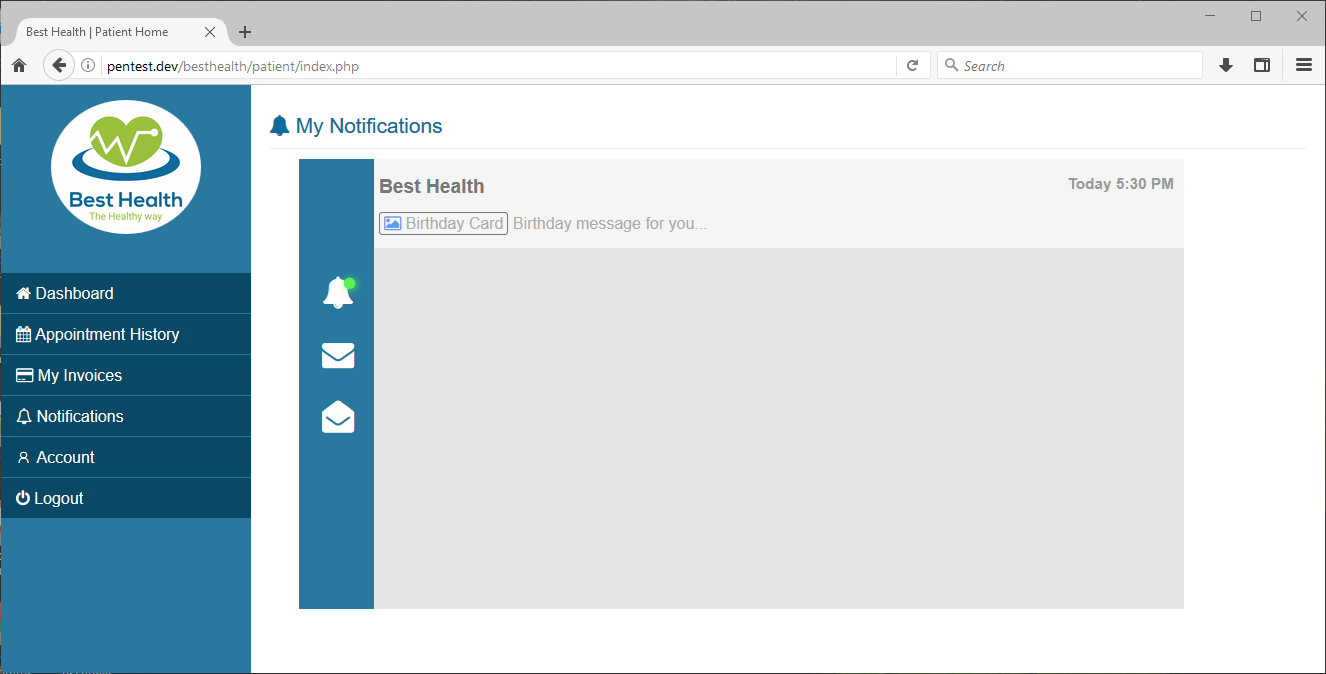 Best Health | Patient Home
pentest.dev/besthealth/patient/index.php
Search
Best Health
The Healthy way
Dashboard
Appointment History
My Invoices
Notifications
Account
Logout
My Notifications
Best Health
Today 5:30 PM
Birthday Card Birthday message for you...